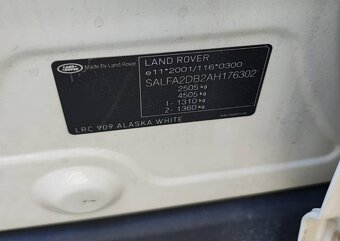 LAND ROVER
Made by Land Rover
LAND ROVER
e11*2001/116*0300
SALFA2DB2AH176302
2505 kg
4505 kg
1- 1310 kg
2- 1360 kg
LRC 909 ALASKA WHITE